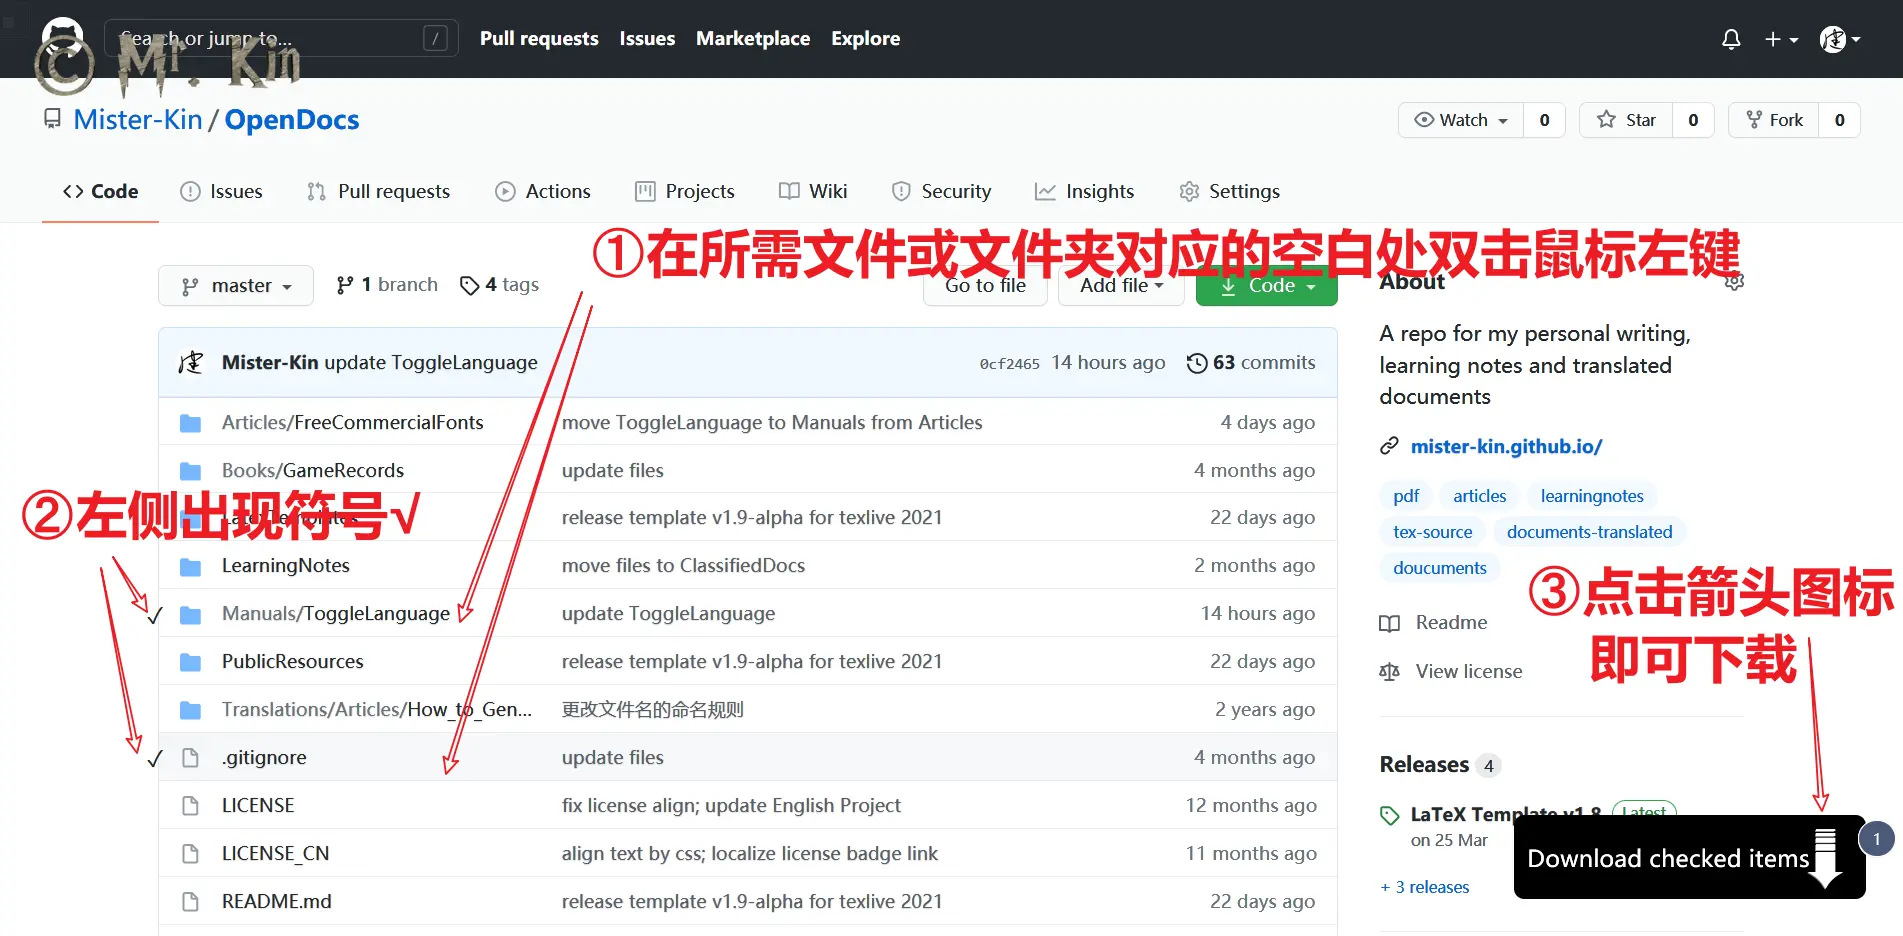 Search or jump to...
/
Pull requests
Issues
Marketplace
Explore
© Mr. Kin
Mister-Kin / OpenDocs
Watch 0
Star 0
Fork 0
Code
Issues
Pull requests
Actions
Projects
Wiki
Security
Insights
Settings
①在所需文件或文件夹对应的空白处双击鼠标左键
master
1 branch
4 tags
Go to file
Add file
Code
Mister-Kin update ToggleLanguage
0cf2465 14 hours ago
63 commits
Articles/FreeCommercialFonts move ToggleLanguage to Manuals from Articles 4 days ago
Books/GameRecords update files 4 months ago
②左侧出现符号√
LatexTemplates release template v1.9-alpha for texlive 2021 22 days ago
LearningNotes move files to ClassifiedDocs 2 months ago
✓ Manuals/ToggleLanguage update ToggleLanguage 14 hours ago
PublicResources release template v1.9-alpha for texlive 2021 22 days ago
Translations/Articles/How_to_Gen... 更改文件名的命名规则 2 years ago
✓ .gitignore update files 4 months ago
LICENSE fix license align; update English Project 12 months ago
LICENSE_CN align text by css; localize license badge link 11 months ago
README.md release template v1.9-alpha for texlive 2021 22 days ago
About
A repo for my personal writing,
learning notes and translated
documents
mister-kin.github.io/
pdf articles learningnotes
tex-source documents-translated
doucuments
③点击箭头图标
即可下载
Readme
View license
Releases 4
LaTeX Template v1.8 Latest
on 25 Mar
+ 3 releases
Download checked items
1